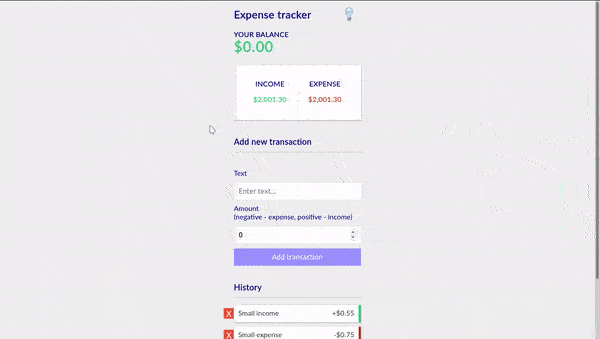 Expense tracker
YOUR BALANCE
$0.00
INCOME EXPENSE
$2,001.30 $2,001.30
Add new transaction
Text
Enter text...
Amount
(negative - expense, positive - income)
0
Add transaction
History
X Small income +$0.55
X Small expense -$0.75